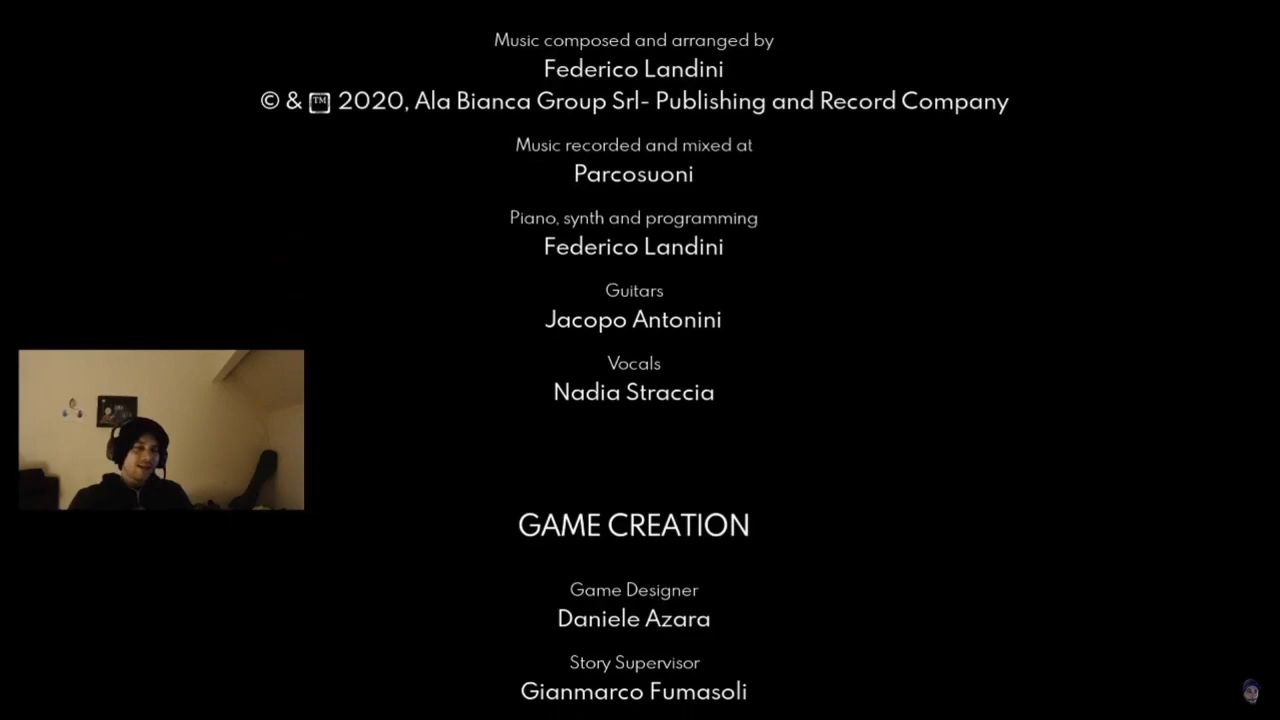 Music composed and arranged by
Federico Landini
© & ™ 2020, Ala Bianca Group Srl- Publishing and Record Company
Music recorded and mixed at
Parcosuoni
Piano, synth and programming
Federico Landini
Guitars
Jacopo Antonini
Vocals
Nadia Straccia
GAME CREATION
Game Designer
Daniele Azara
Story Supervisor
Gianmarco Fumasoli